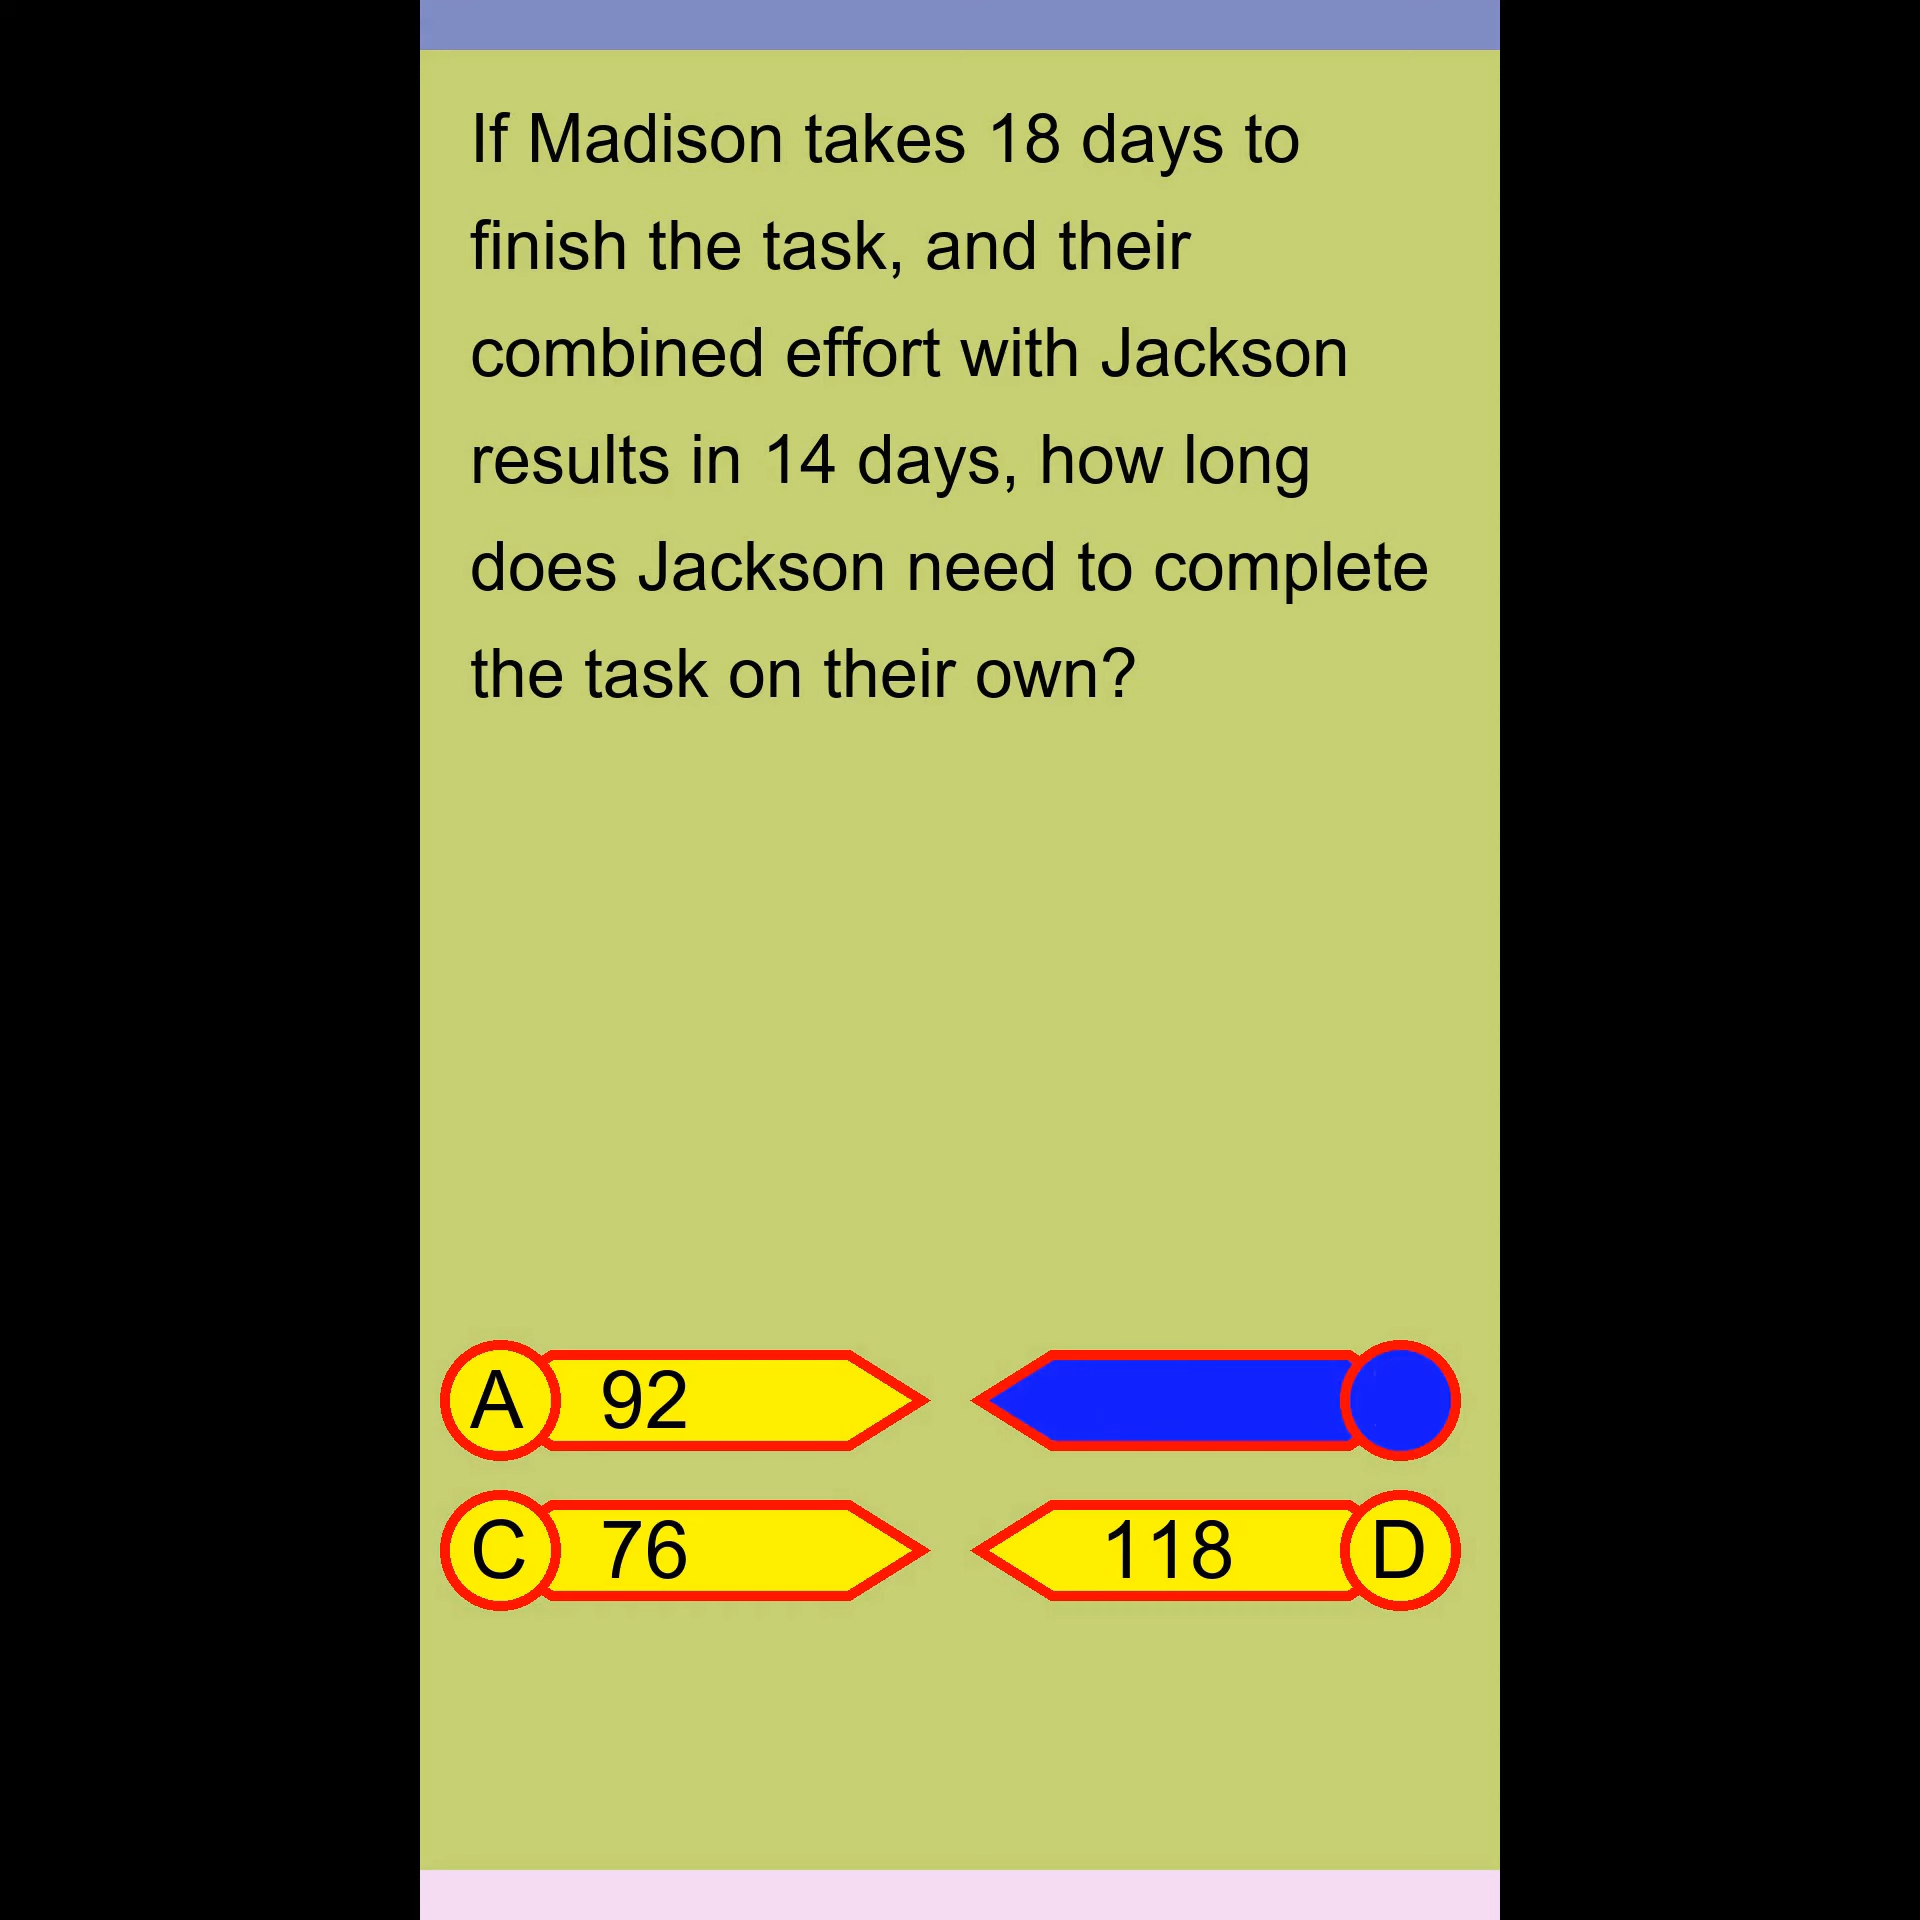 If Madison takes 18 days to
finish the task, and their
combined effort with Jackson
results in 14 days, how long
does Jackson need to complete
the task on their own?
A 92
C 76
118 D